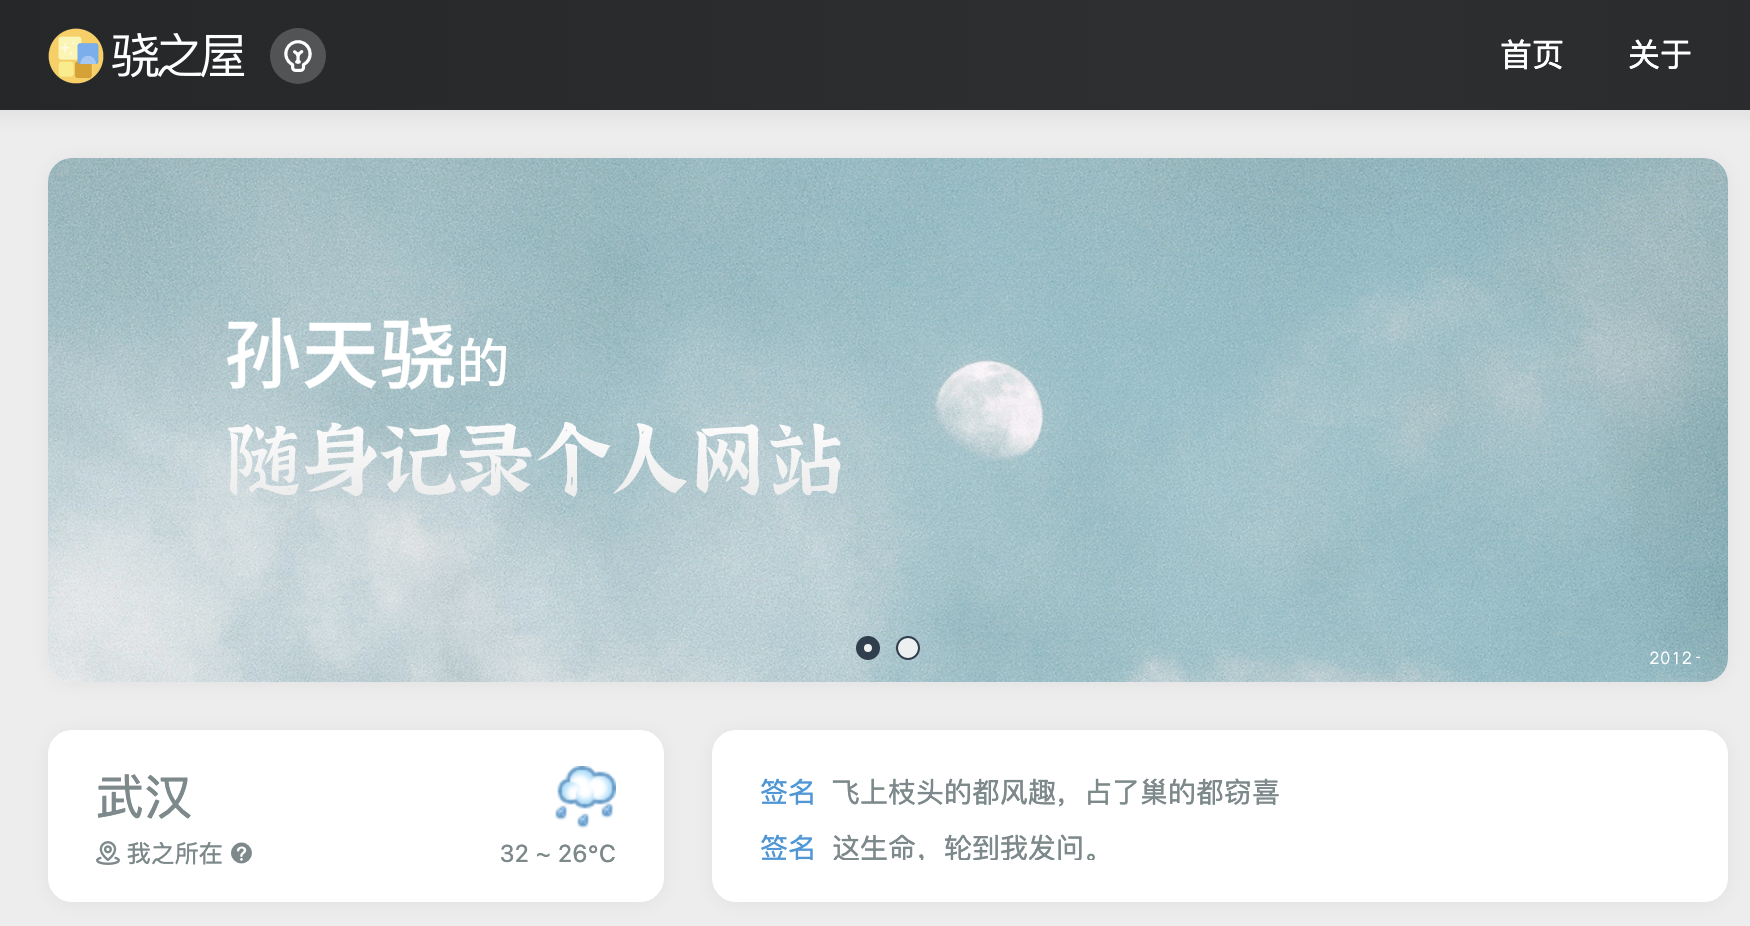 骁之屋
首页 关于
孙天骁的
随身记录个人网站
2012 -
武汉
我之所在
32 ~ 26°C
签名 飞上枝头的都风趣，占了巢的都窃喜
签名 这生命，轮到我发问。